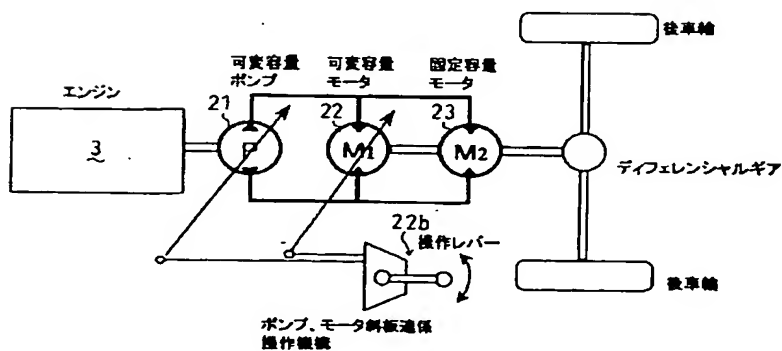 後車輪
可変容量
ポンプ
可変容量
モータ
固定容量
モータ
エンジン
21
22
23
3
P
M1
M2
ディファレンシャルギア
22b
操作レバー
後車輪
ポンプ、モータ斜板連係
操作機構